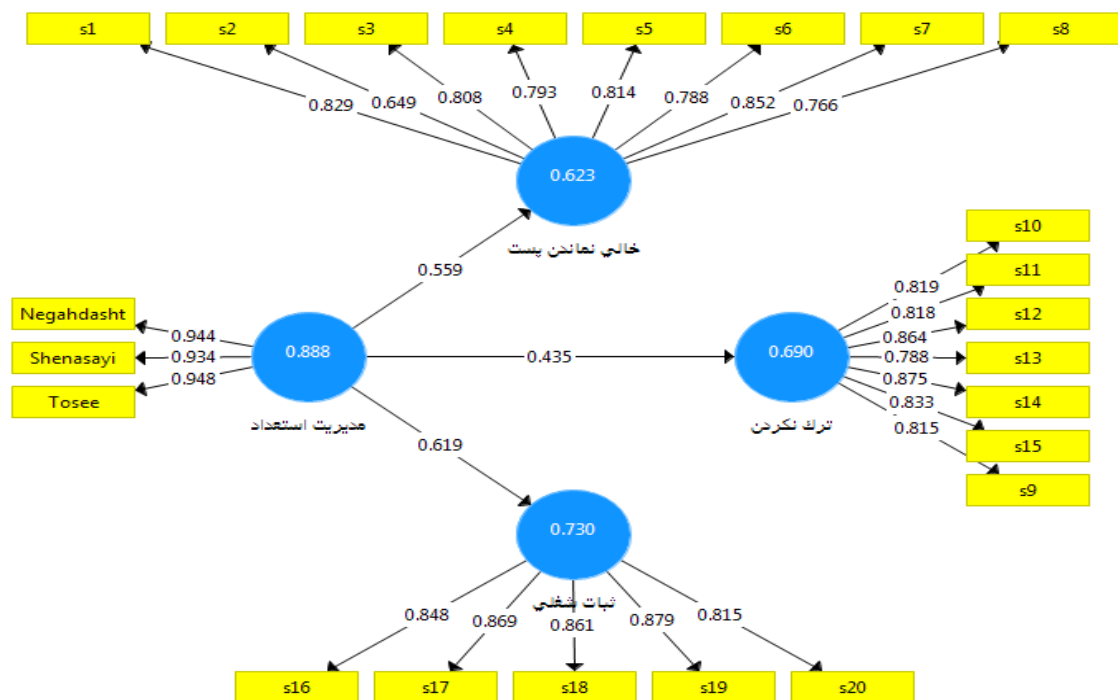 s1 s2 s3 s4 s5 s6 s7 s8
0.829 0.649 0.808 0.793 0.814 0.788 0.852 0.766
0.623
خالي نماندن پست
0.559
Negahdasht
Shenasayi
Tosee
0.944
0.934
0.948
0.888
مديريت استعداد
0.435
0.690
ترك نكردن
0.819
0.818
0.864
0.788
0.875
0.833
0.815
s10
s11
s12
s13
s14
s15
s9
0.619
0.730
ثبات شغلي
0.848 0.869 0.861 0.879 0.815
s16 s17 s18 s19 s20